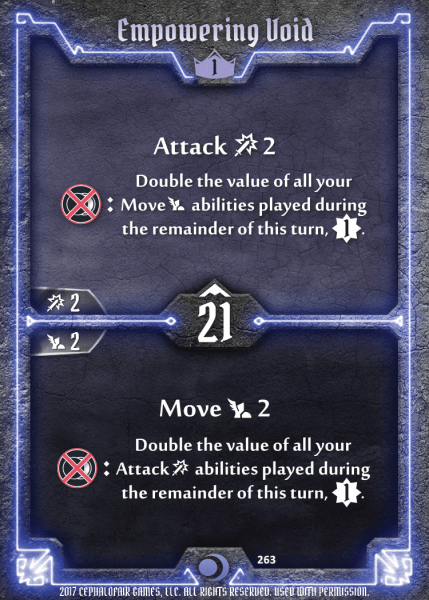 Empowering Void
1
Attack 2
Double the value of all your
: Move abilities played during
the remainder of this turn, 1.
2
21
2
Move 2
Double the value of all your
: Attack abilities played during
the remainder of this turn, 1.
263
2017 CEPHALOFAIR GAMES, LLC. ALL RIGHTS RESERVED. USED WITH PERMISSION.